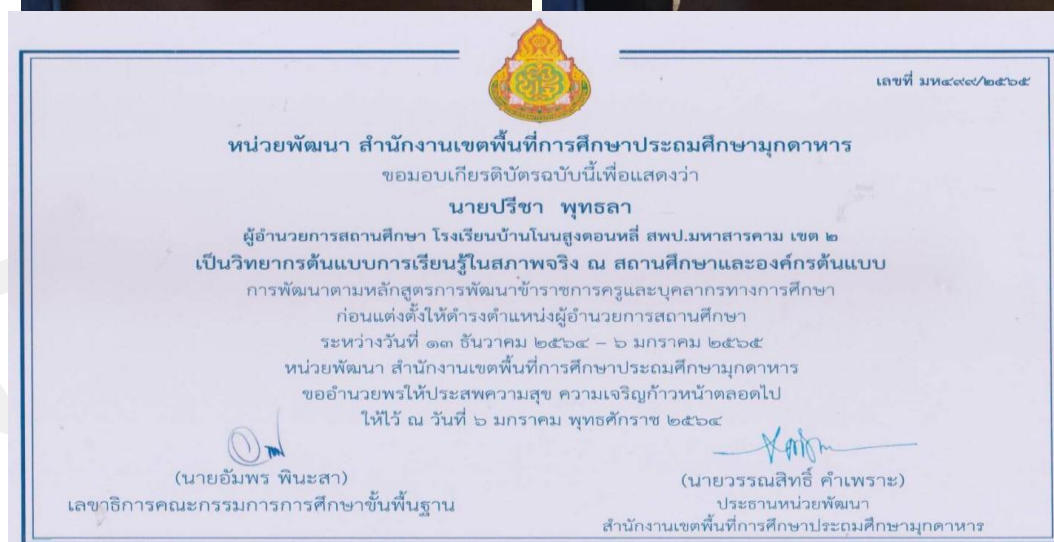 เลขที่ มห๔๙๙/๒๕๖๕
หน่วยพัฒนา สำนักงานเขตพื้นที่การศึกษาประถมศึกษามุกดาหาร
ขอมอบเกียรติบัตรฉบับนี้เพื่อแสดงว่า
นายปรีชา พุทธลา
ผู้อำนวยการสถานศึกษา โรงเรียนบ้านโนนสูงดอนหลี่ สพป.มหาสารคาม เขต ๒
เป็นวิทยากรต้นแบบการเรียนรู้ในสภาพจริง ณ สถานศึกษาและองค์กรต้นแบบ
การพัฒนาตามหลักสูตรการพัฒนาข้าราชการครูและบุคลากรทางการศึกษา
ก่อนแต่งตั้งให้ดำรงตำแหน่งผู้อำนวยการสถานศึกษา
ระหว่างวันที่ ๑๓ ธันวาคม ๒๕๖๔ – ๖ มกราคม ๒๕๖๕
หน่วยพัฒนา สำนักงานเขตพื้นที่การศึกษาประถมศึกษามุกดาหาร
ขออำนวยพรให้ประสพความสุข ความเจริญก้าวหน้าตลอดไป
ให้ไว้ ณ วันที่ ๖ มกราคม พุทธศักราช ๒๕๖๔
(นายอัมพร พินะสา)
เลขาธิการคณะกรรมการการศึกษาขั้นพื้นฐาน
(นายวรรณสิทธิ์ คำเพราะ)
ประธานหน่วยพัฒนา
สำนักงานเขตพื้นที่การศึกษาประถมศึกษามุกดาหาร